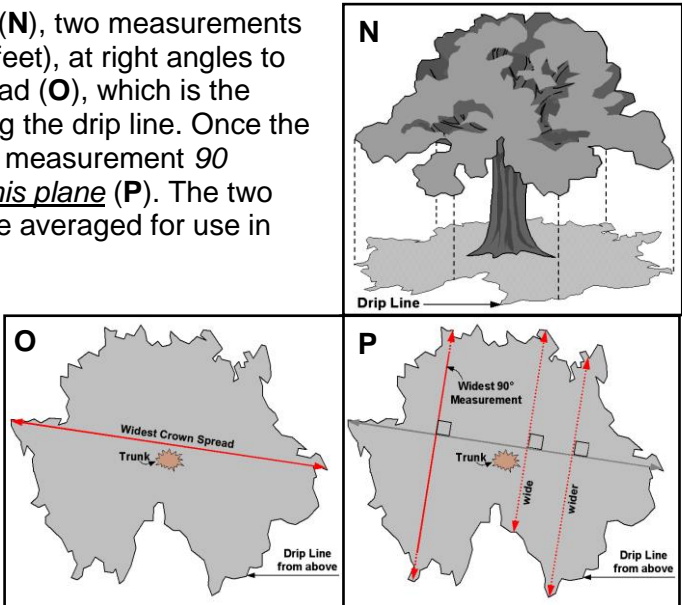 (N), two measurements
feet), at right angles to
ad (O), which is the
g the drip line. Once the
measurement 90
his plane (P). The two
e averaged for use in
N
Drip Line
O
Widest Crown Spread
Trunk
Drip Line
from above
P
Widest 90°
Measurement
Trunk
wide
wider
Drip Line
from above